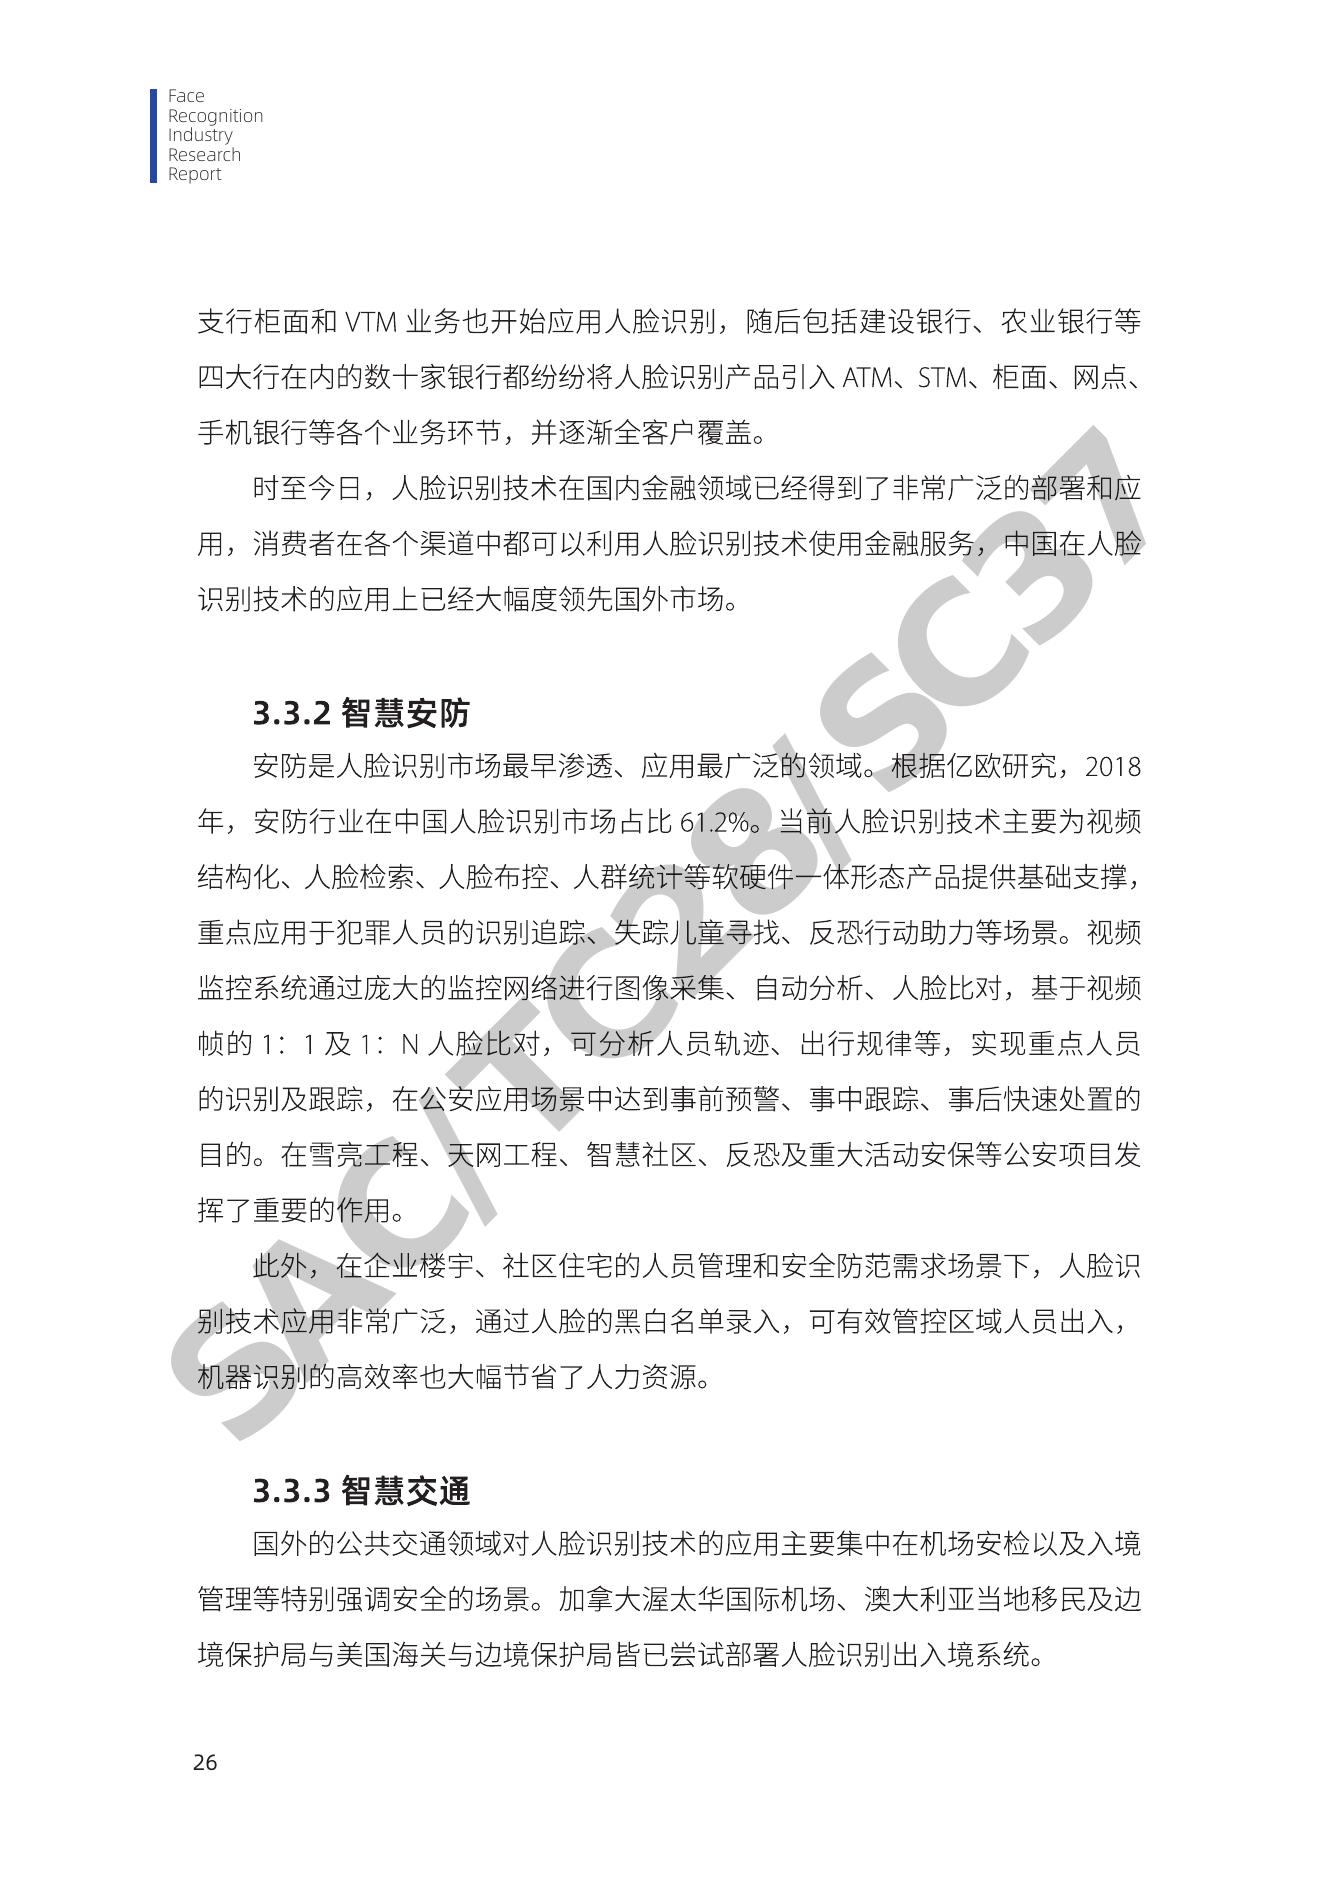 Face
Recognition
Industry
Research
Report
支行柜面和 VTM 业务也开始应用人脸识别，随后包括建设银行、农业银行等
四大行在内的数十家银行都纷纷将人脸识别产品引入 ATM、STM、柜面、网点、
手机银行等各个业务环节，并逐渐全客户覆盖。
时至今日，人脸识别技术在国内金融领域已经得到了非常广泛的部署和应
用，消费者在各个渠道中都可以利用人脸识别技术使用金融服务，中国在人脸
识别技术的应用上已经大幅度领先国外市场。
3.3.2 智慧安防
安防是人脸识别市场最早渗透、应用最广泛的领域。根据亿欧研究，2018
年，安防行业在中国人脸识别市场占比 61.2%。当前人脸识别技术主要为视频
结构化、人脸检索、人脸布控、人群统计等软硬件一体形态产品提供基础支撑，
重点应用于犯罪人员的识别追踪、失踪儿童寻找、反恐行动助力等场景。视频
监控系统通过庞大的监控网络进行图像采集、自动分析、人脸比对，基于视频
帧的 1：1 及 1：N 人脸比对，可分析人员轨迹、出行规律等，实现重点人员
的识别及跟踪，在公安应用场景中达到事前预警、事中跟踪、事后快速处置的
目的。在雪亮工程、天网工程、智慧社区、反恐及重大活动安保等公安项目发
挥了重要的作用。
此外，在企业楼宇、社区住宅的人员管理和安全防范需求场景下，人脸识
别技术应用非常广泛，通过人脸的黑白名单录入，可有效管控区域人员出入，
机器识别的高效率也大幅节省了人力资源。
3.3.3 智慧交通
国外的公共交通领域对人脸识别技术的应用主要集中在机场安检以及入境
管理等特别强调安全的场景。加拿大渥太华国际机场、澳大利亚当地移民及边
境保护局与美国海关与边境保护局皆已尝试部署人脸识别出入境系统。
26
SAC/TC28/SC37